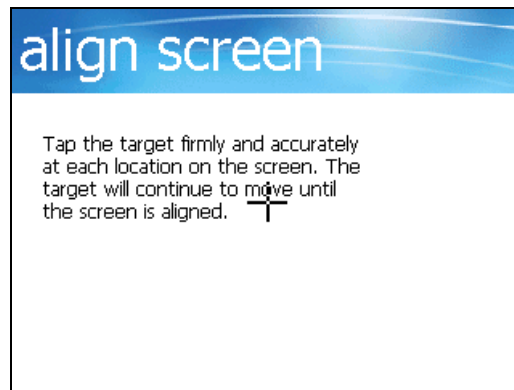 align screen
Tap the target firmly and accurately
at each location on the screen. The
target will continue to move until
the screen is aligned.